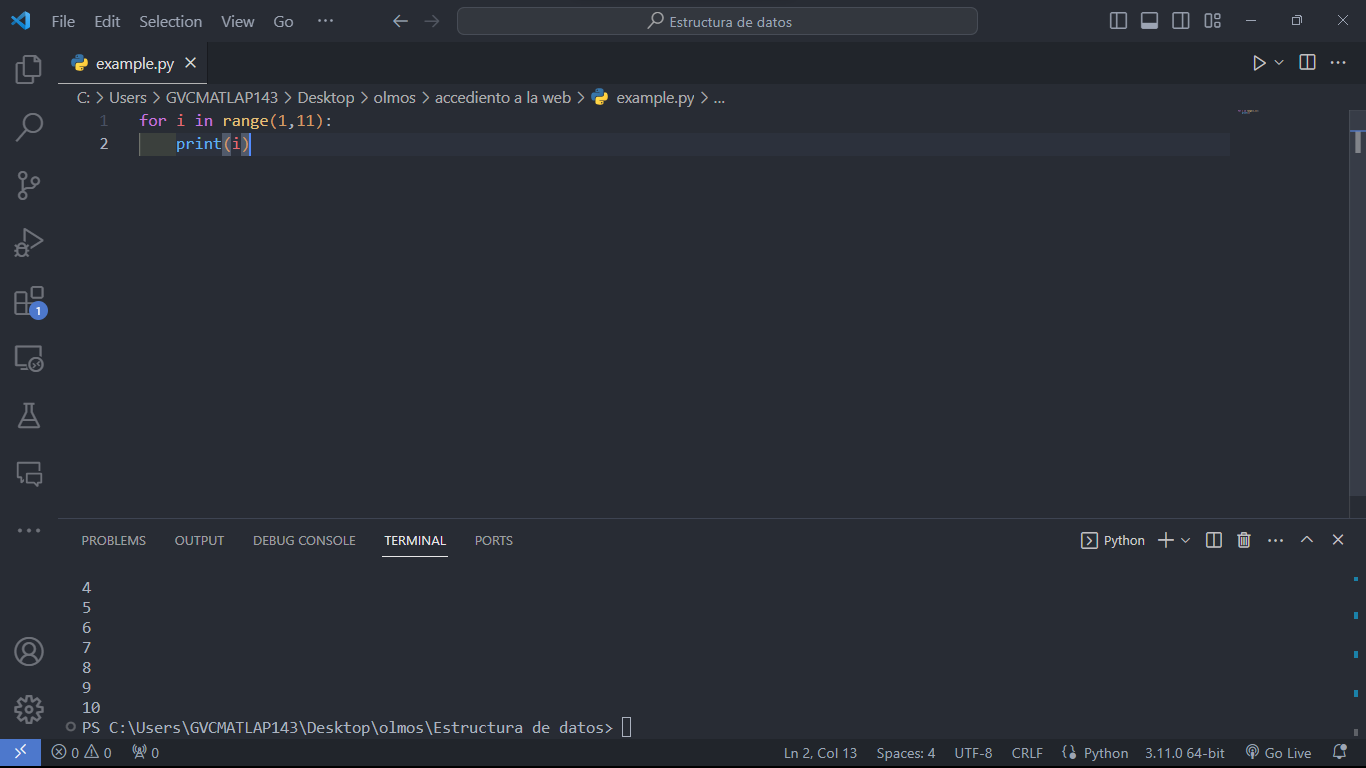 File Edit Selection View Go ···
Estructura de datos
example.py
C: > Users > GVCMATLAP143 > Desktop > olmos > accediento a la web > example.py > ...
1 for i in range(1,11):
2     print(i)
1
PROBLEMS OUTPUT DEBUG CONSOLE TERMINAL PORTS
Python
4
5
6
7
8
9
10
PS C:\Users\GVCMATLAP143\Desktop\olmos\Estructura de datos>
0 0 0 Ln 2, Col 13 Spaces: 4 UTF-8 CRLF Python 3.11.0 64-bit Go Live